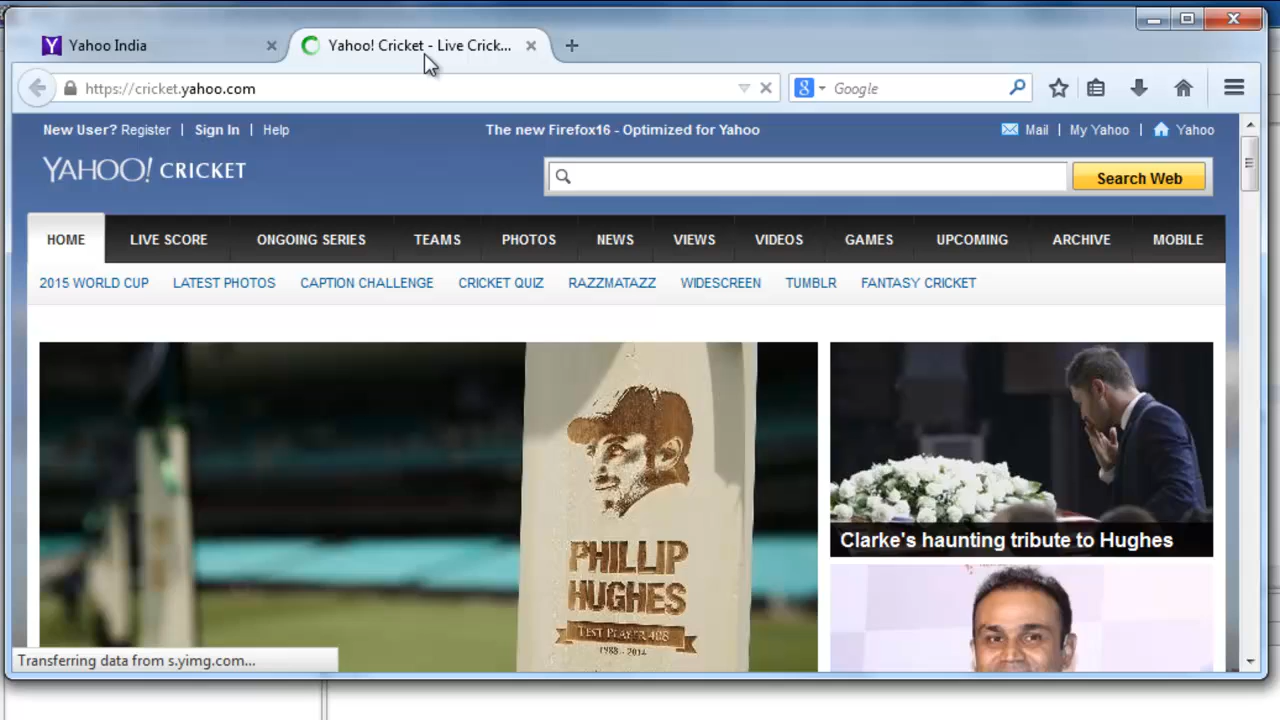 Yahoo India
Yahoo! Cricket - Live Crick...
https://cricket.yahoo.com
Google
New User? Register | Sign In | Help
The new Firefox16 - Optimized for Yahoo
Mail | My Yahoo | Yahoo
YAHOO! CRICKET
Search Web
HOME LIVE SCORE ONGOING SERIES TEAMS PHOTOS NEWS VIEWS VIDEOS GAMES UPCOMING ARCHIVE MOBILE
2015 WORLD CUP LATEST PHOTOS CAPTION CHALLENGE CRICKET QUIZ RAZZMATAZZ WIDESCREEN TUMBLR FANTASY CRICKET
PHILLIP
HUGHES
TEST PLAYER 408
1988 - 2014
Clarke's haunting tribute to Hughes
Transferring data from s.yimg.com...